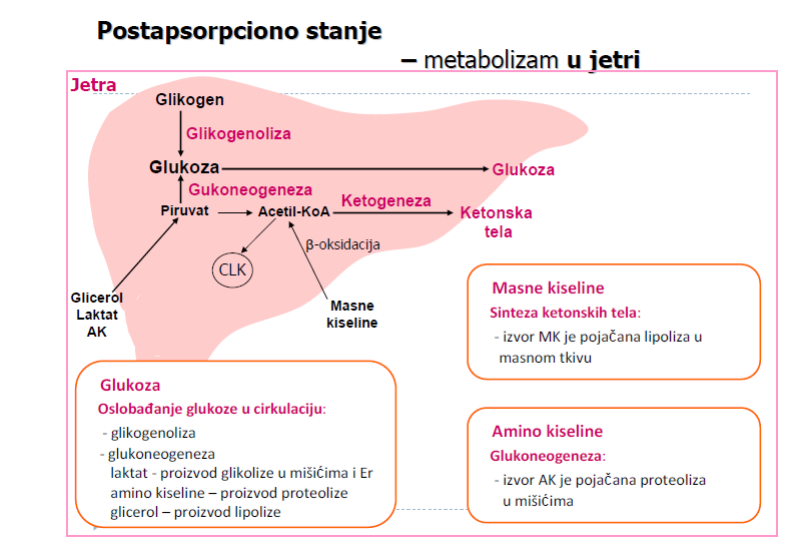 Postapsorpciono stanje
– metabolizam u jetri
Jetra
Glikogen
Glikogenoliza
Glukoza
Glukoza
Gukoneogeneza
Ketogeneza
Piruvat
Acetil-KoA
Ketonska
tela
β-oksidacija
CLK
Glicerol
Laktat
AK
Masne
kiseline
Masne kiseline
Sinteza ketonskih tela:
- izvor MK je pojačana lipoliza u
masnom tkivu
Glukoza
Oslobađanje glukoze u cirkulaciju:
- glikogenoliza
- glukoneogeneza
laktat - proizvod glikolize u mišićima i Er
amino kiseline – proizvod proteolize
glicerol – proizvod lipolize
Amino kiseline
Glukoneogeneza:
- izvor AK je pojačana proteoliza
u mišićima